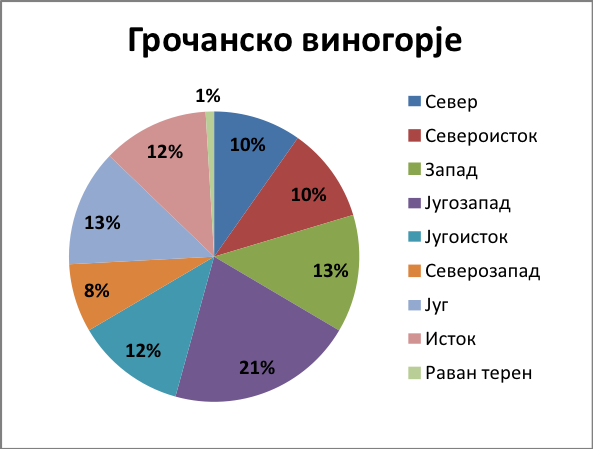 Грочанско виногорје
1%
10%
10%
13%
21%
12%
8%
13%
12%
Север
Североисток
Запад
Југозапад
Југоисток
Северозапад
Југ
Исток
Раван терен